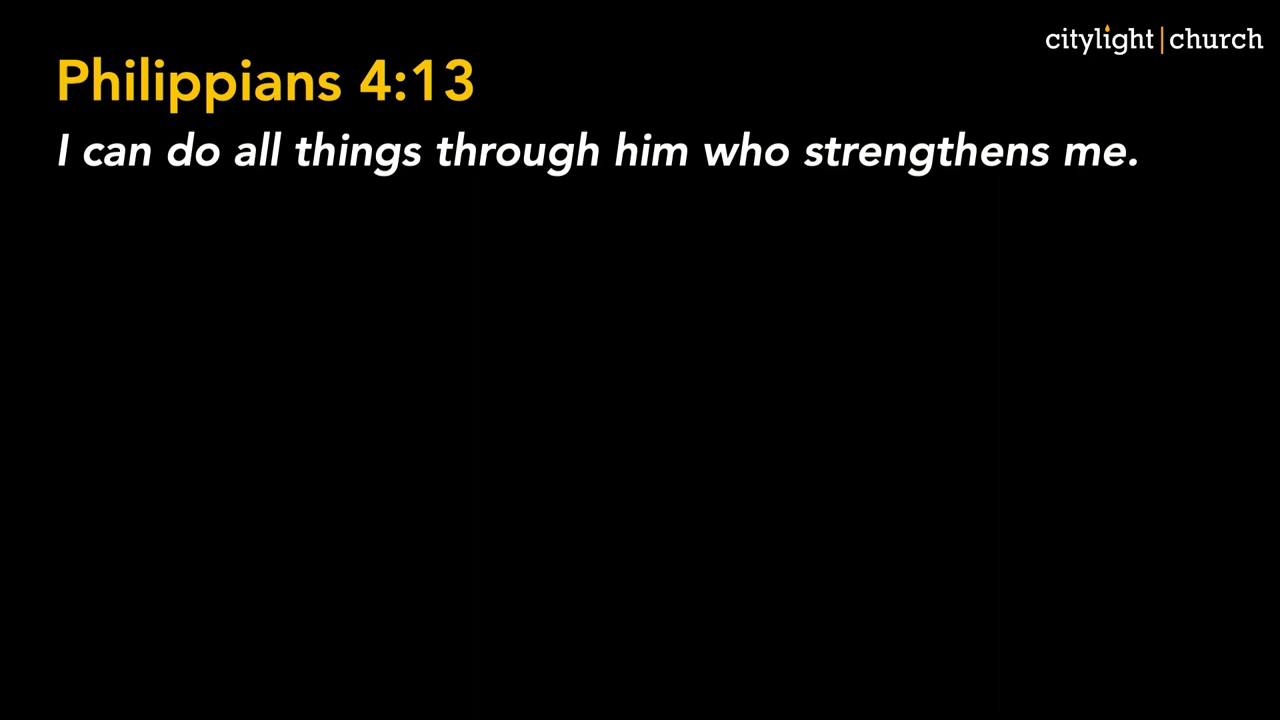 citylight|church
Philippians 4:13
I can do all things through him who strengthens me.